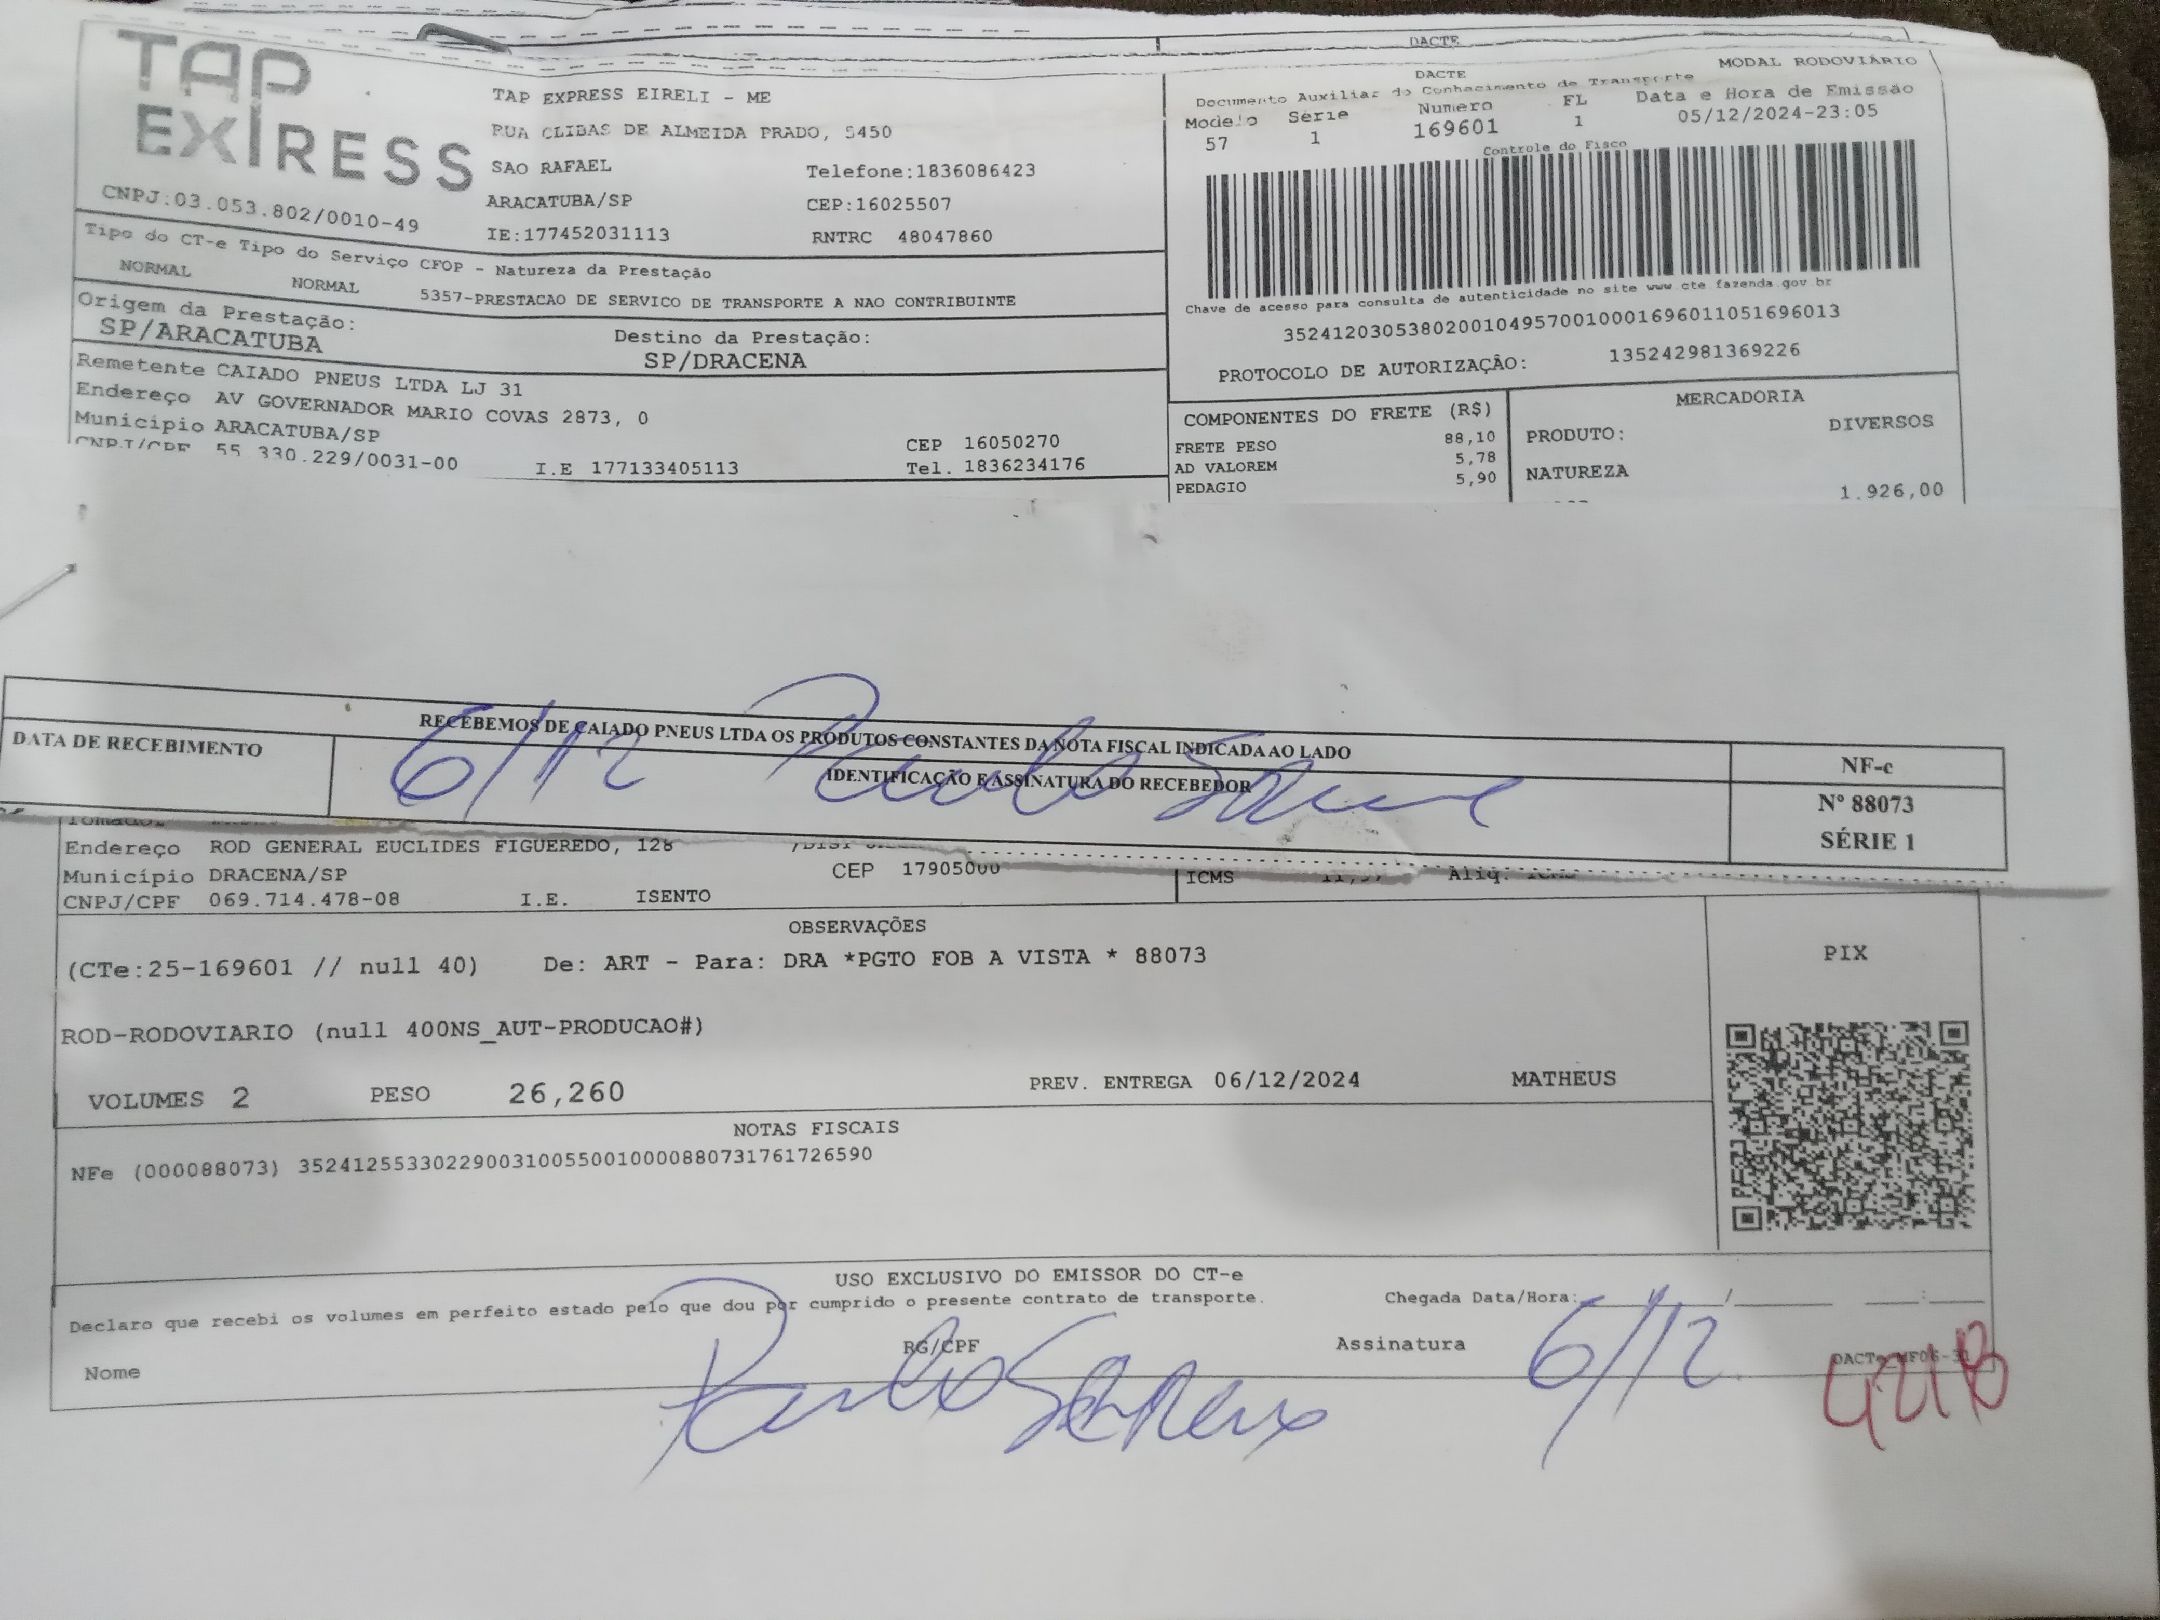 DACTE
TAP EXPRESS
CNPJ:03.053.802/0010-49
TAP EXPRESS EIRELI - ME
RUA CLIBAS DE ALMEIDA PRADO, 5450
SAO RAFAEL Telefone:1836086423
ARACATUBA/SP CEP:16025507
IE:177452031113 RNTRC 48047860
DACTE MODAL RODOVIÁRIO
Documento Auxiliar do Conhecimento de Transporte
Modelo Série Numero FL Data e Hora de Emissão
57 1 169601 1 05/12/2024-23:05
Controle do Fisco
Chave de acesso para consulta de autenticidade no site www.cte fazenda.gov.br
35241203053802001049570010001696011051696013
PROTOCOLO DE AUTORIZAÇÃO: 135242981369226
Tipo do CT-e Tipo do Serviço CFOP - Natureza da Prestação
NORMAL NORMAL 5357-PRESTACAO DE SERVICO DE TRANSPORTE A NAO CONTRIBUINTE
Origem da Prestação: Destino da Prestação:
SP/ARACATUBA SP/DRACENA
Remetente CAIADO PNEUS LTDA LJ 31
Endereço AV GOVERNADOR MARIO COVAS 2873, 0
Município ARACATUBA/SP CEP 16050270
CNPJ/CPF 55.330.229/0031-00 I.E 177133405113 Tel. 1836234176
COMPONENTES DO FRETE (R$)
FRETE PESO 88,10
AD VALOREM 5,78
PEDAGIO 5,90
MERCADORIA
PRODUTO: DIVERSOS
NATUREZA
1.926,00
RECEBEMOS DE CAIADO PNEUS LTDA OS PRODUTOS CONSTANTES DA NOTA FISCAL INDICADA AO LADO
DATA DE RECEBIMENTO
IDENTIFICAÇÃO E ASSINATURA DO RECEBEDOR
6/12
NF-e
Nº 88073
SÉRIE 1
Endereço ROD GENERAL EUCLIDES FIGUEREDO, 128
Município DRACENA/SP CEP 17905000
CNPJ/CPF 069.714.478-08 I.E. ISENTO
ICMS Aliq.
OBSERVAÇÕES
(CTe:25-169601 // null 40) De: ART - Para: DRA *PGTO FOB A VISTA * 88073
ROD-RODOVIARIO (null 400NS_AUT-PRODUCAO#)
VOLUMES 2 PESO 26,260 PREV. ENTREGA 06/12/2024 MATHEUS
PIX
NOTAS FISCAIS
NFe (000088073) 35241255330229003100550010000880731761726590
USO EXCLUSIVO DO EMISSOR DO CT-e
Declaro que recebi os volumes em perfeito estado pelo que dou por cumprido o presente contrato de transporte. Chegada Data/Hora: / / :
Nome RG/CPF Assinatura
6/12